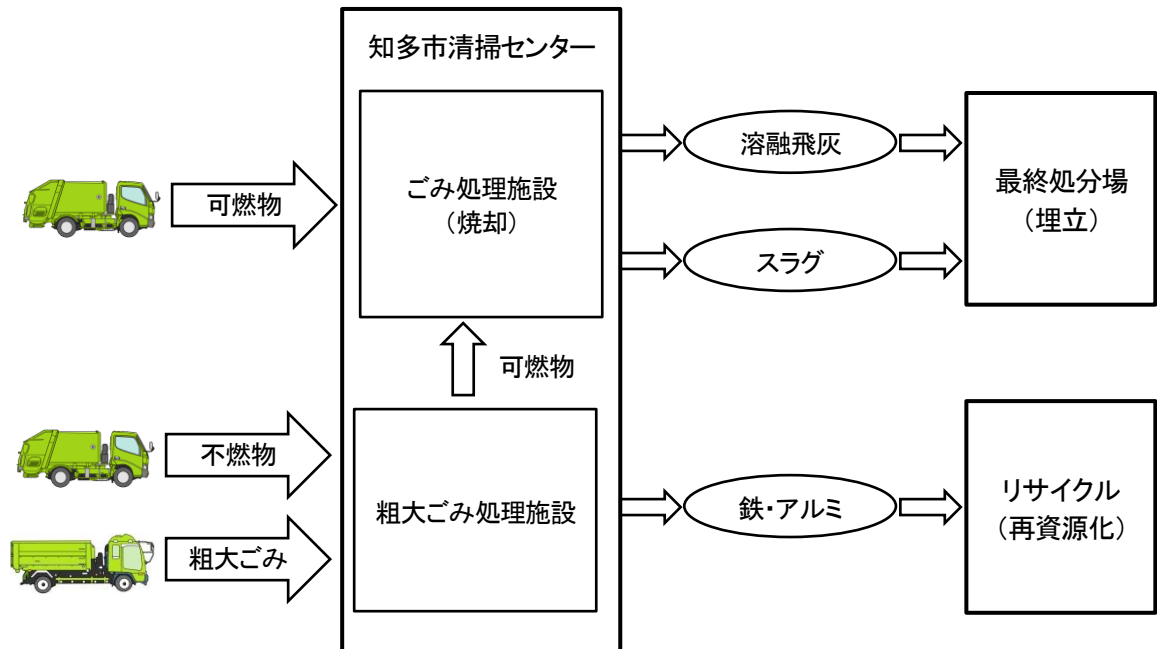 知多市清掃センター
可燃物
ごみ処理施設
（焼却）
溶融飛灰
スラグ
最終処分場
（埋立）
可燃物
不燃物
粗大ごみ
粗大ごみ処理施設
鉄・アルミ
リサイクル
（再資源化）